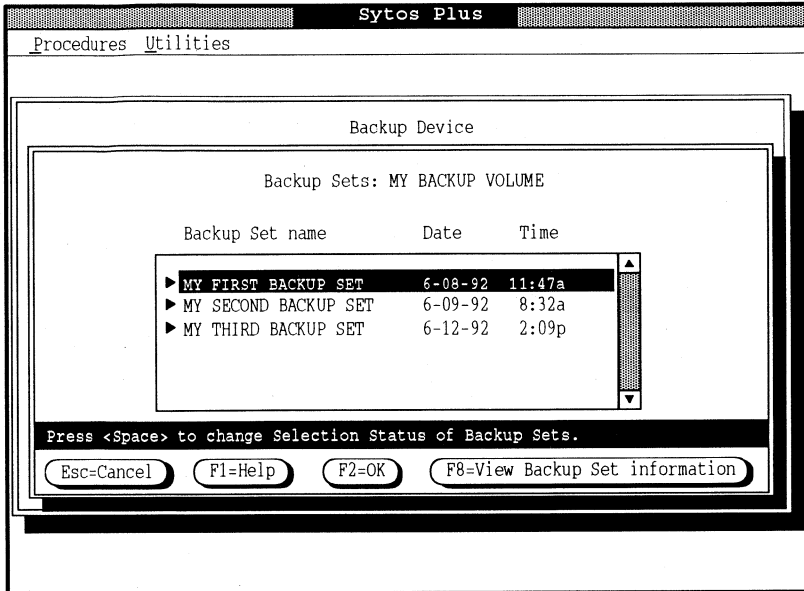 Sytos Plus
Procedures Utilities
Backup Device
Backup Sets: MY BACKUP VOLUME
Backup Set name Date Time
MY FIRST BACKUP SET 6-08-92 11:47a
MY SECOND BACKUP SET 6-09-92 8:32a
MY THIRD BACKUP SET 6-12-92 2:09p
Press <Space> to change Selection Status of Backup Sets.
Esc=Cancel F1=Help F2=OK F8=View Backup Set information